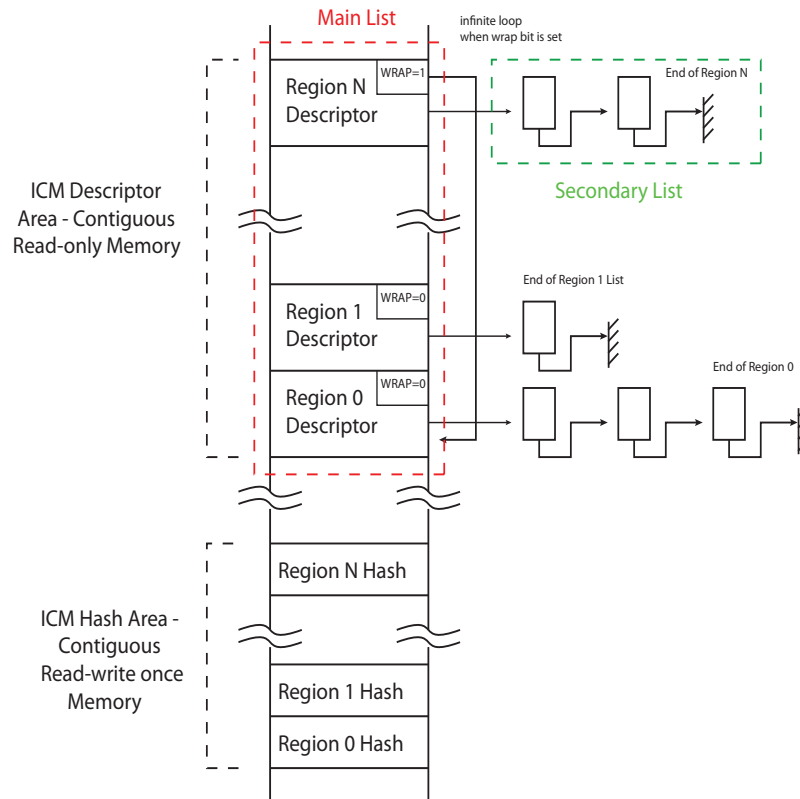 Main List
infinite loop
when wrap bit is set
WRAP=1
Region N
Descriptor
End of Region N
Secondary List
ICM Descriptor
Area - Contiguous
Read-only Memory
End of Region 1 List
WRAP=0
Region 1
Descriptor
End of Region 0
WRAP=0
Region 0
Descriptor
Region N Hash
ICM Hash Area -
Contiguous
Read-write once
Memory
Region 1 Hash
Region 0 Hash